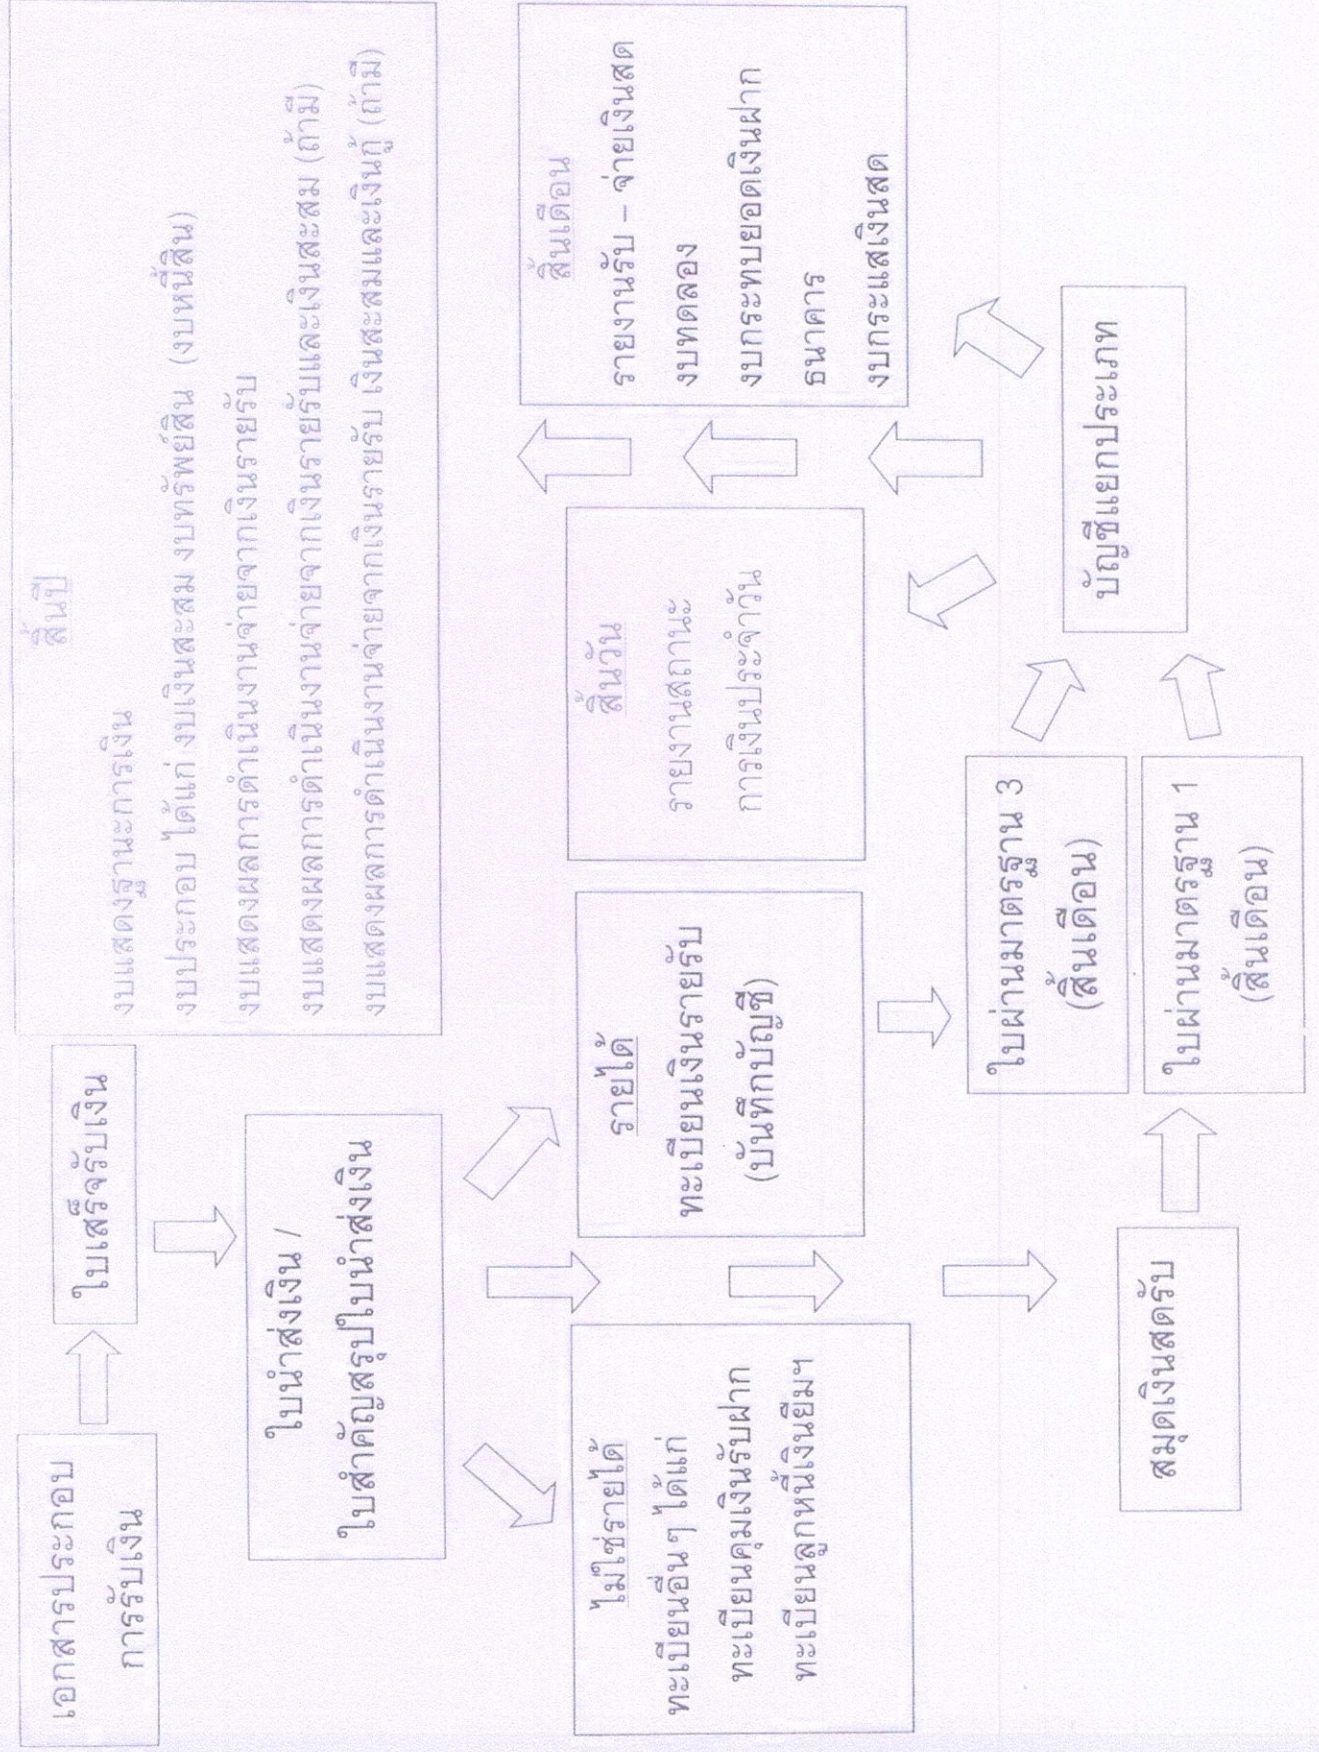 เอกสารประกอบ
การรับเงิน
ใบเสร็จรับเงิน
ใบนำส่งเงิน /
ใบสำคัญสรุปใบนำส่งเงิน
ไม่ใช่รายได้
ทะเบียนอื่นๆ ได้แก่
ทะเบียนคุมเงินรับฝาก
ทะเบียนลูกหนี้เงินยืมฯ
รายได้
ทะเบียนเงินรายรับ
(บันทึกบัญชี)
สมุดเงินสดรับ
ใบผ่านมาตรฐาน 3
(สิ้นเดือน)
ใบผ่านมาตรฐาน 1
(สิ้นเดือน)
บัญชีแยกประเภท
สิ้นวัน
รายงานสถานะ
การเงินประจำวัน
สิ้นเดือน
รายงานรับ – จ่ายเงินสด
งบทดลอง
งบกระทบยอดเงินฝาก
ธนาคาร
งบกระแสเงินสด
สิ้นปี
งบแสดงฐานะการเงิน
งบประกอบ ได้แก่ งบเงินสะสม งบทรัพย์สิน (งบหนี้สิน)
งบแสดงผลการดำเนินงานจ่ายจากเงินรายรับ
งบแสดงผลการดำเนินงานจ่ายจากเงินรายรับและเงินสะสม (ถ้ามี)
งบแสดงผลการดำเนินงานจ่ายจากเงินรายรับ เงินสะสมและเงินกู้ (ถ้ามี)